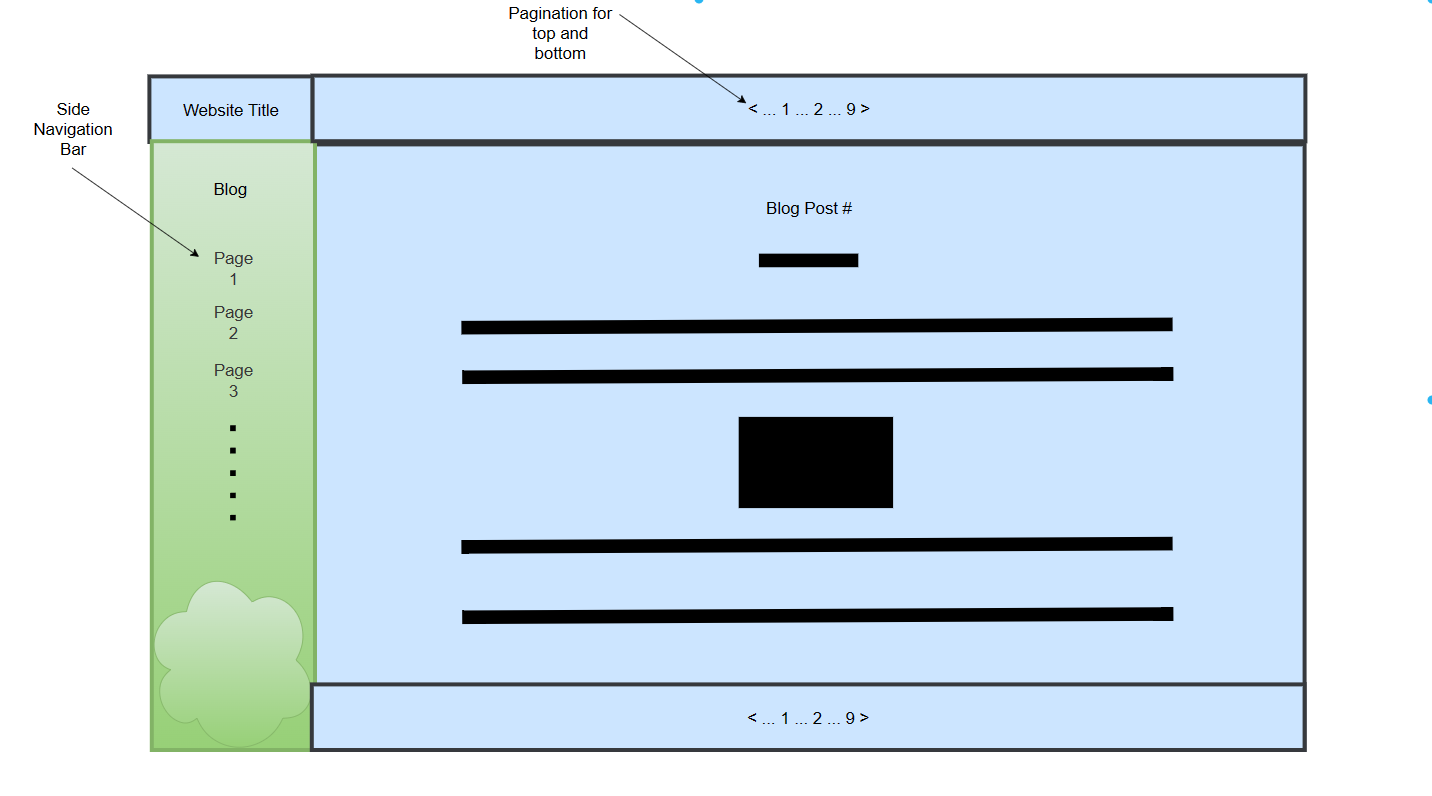 Pagination for
top and
bottom
Side
Navigation
Bar
Website Title
< ... 1 ... 2 ... 9 >
Blog
Page
1
Page
2
Page
3
Blog Post #
< ... 1 ... 2 ... 9 >